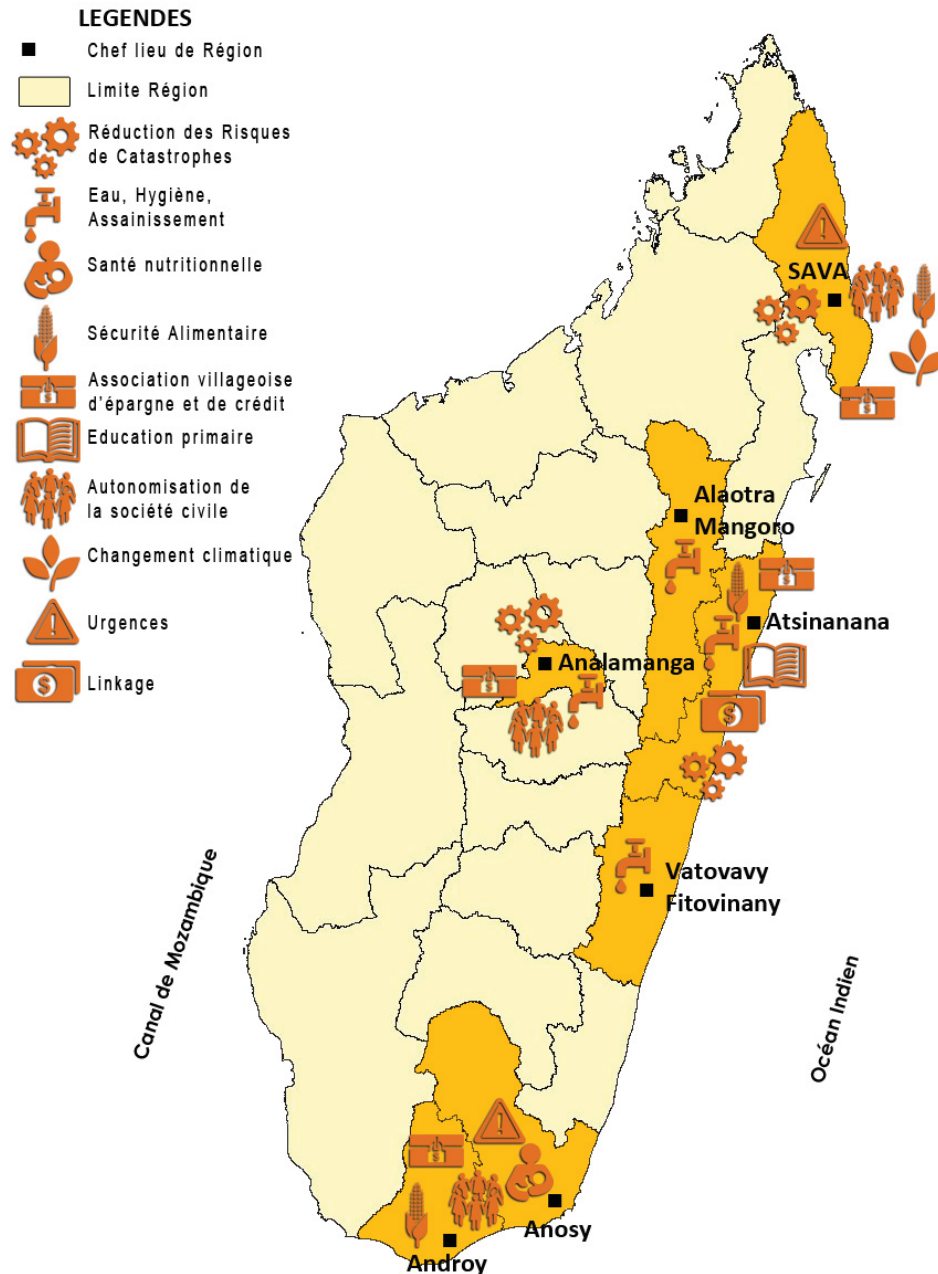 LEGENDES
Chef lieu de Région
Limite Région
Réduction des Risques
de Catastrophes
Eau, Hygiène,
Assainissement
Santé nutritionnelle
Sécurité Alimentaire
Association villageoise
d'épargne et de crédit
Education primaire
Autonomisation de
la société civile
Changement climatique
Urgences
Linkage
SAVA
Alaotra
Mangoro
Atsinanana
Analamanga
Vatovavy
Fitovinany
Canal de Mozambique
Océan Indien
Anosy
Androy